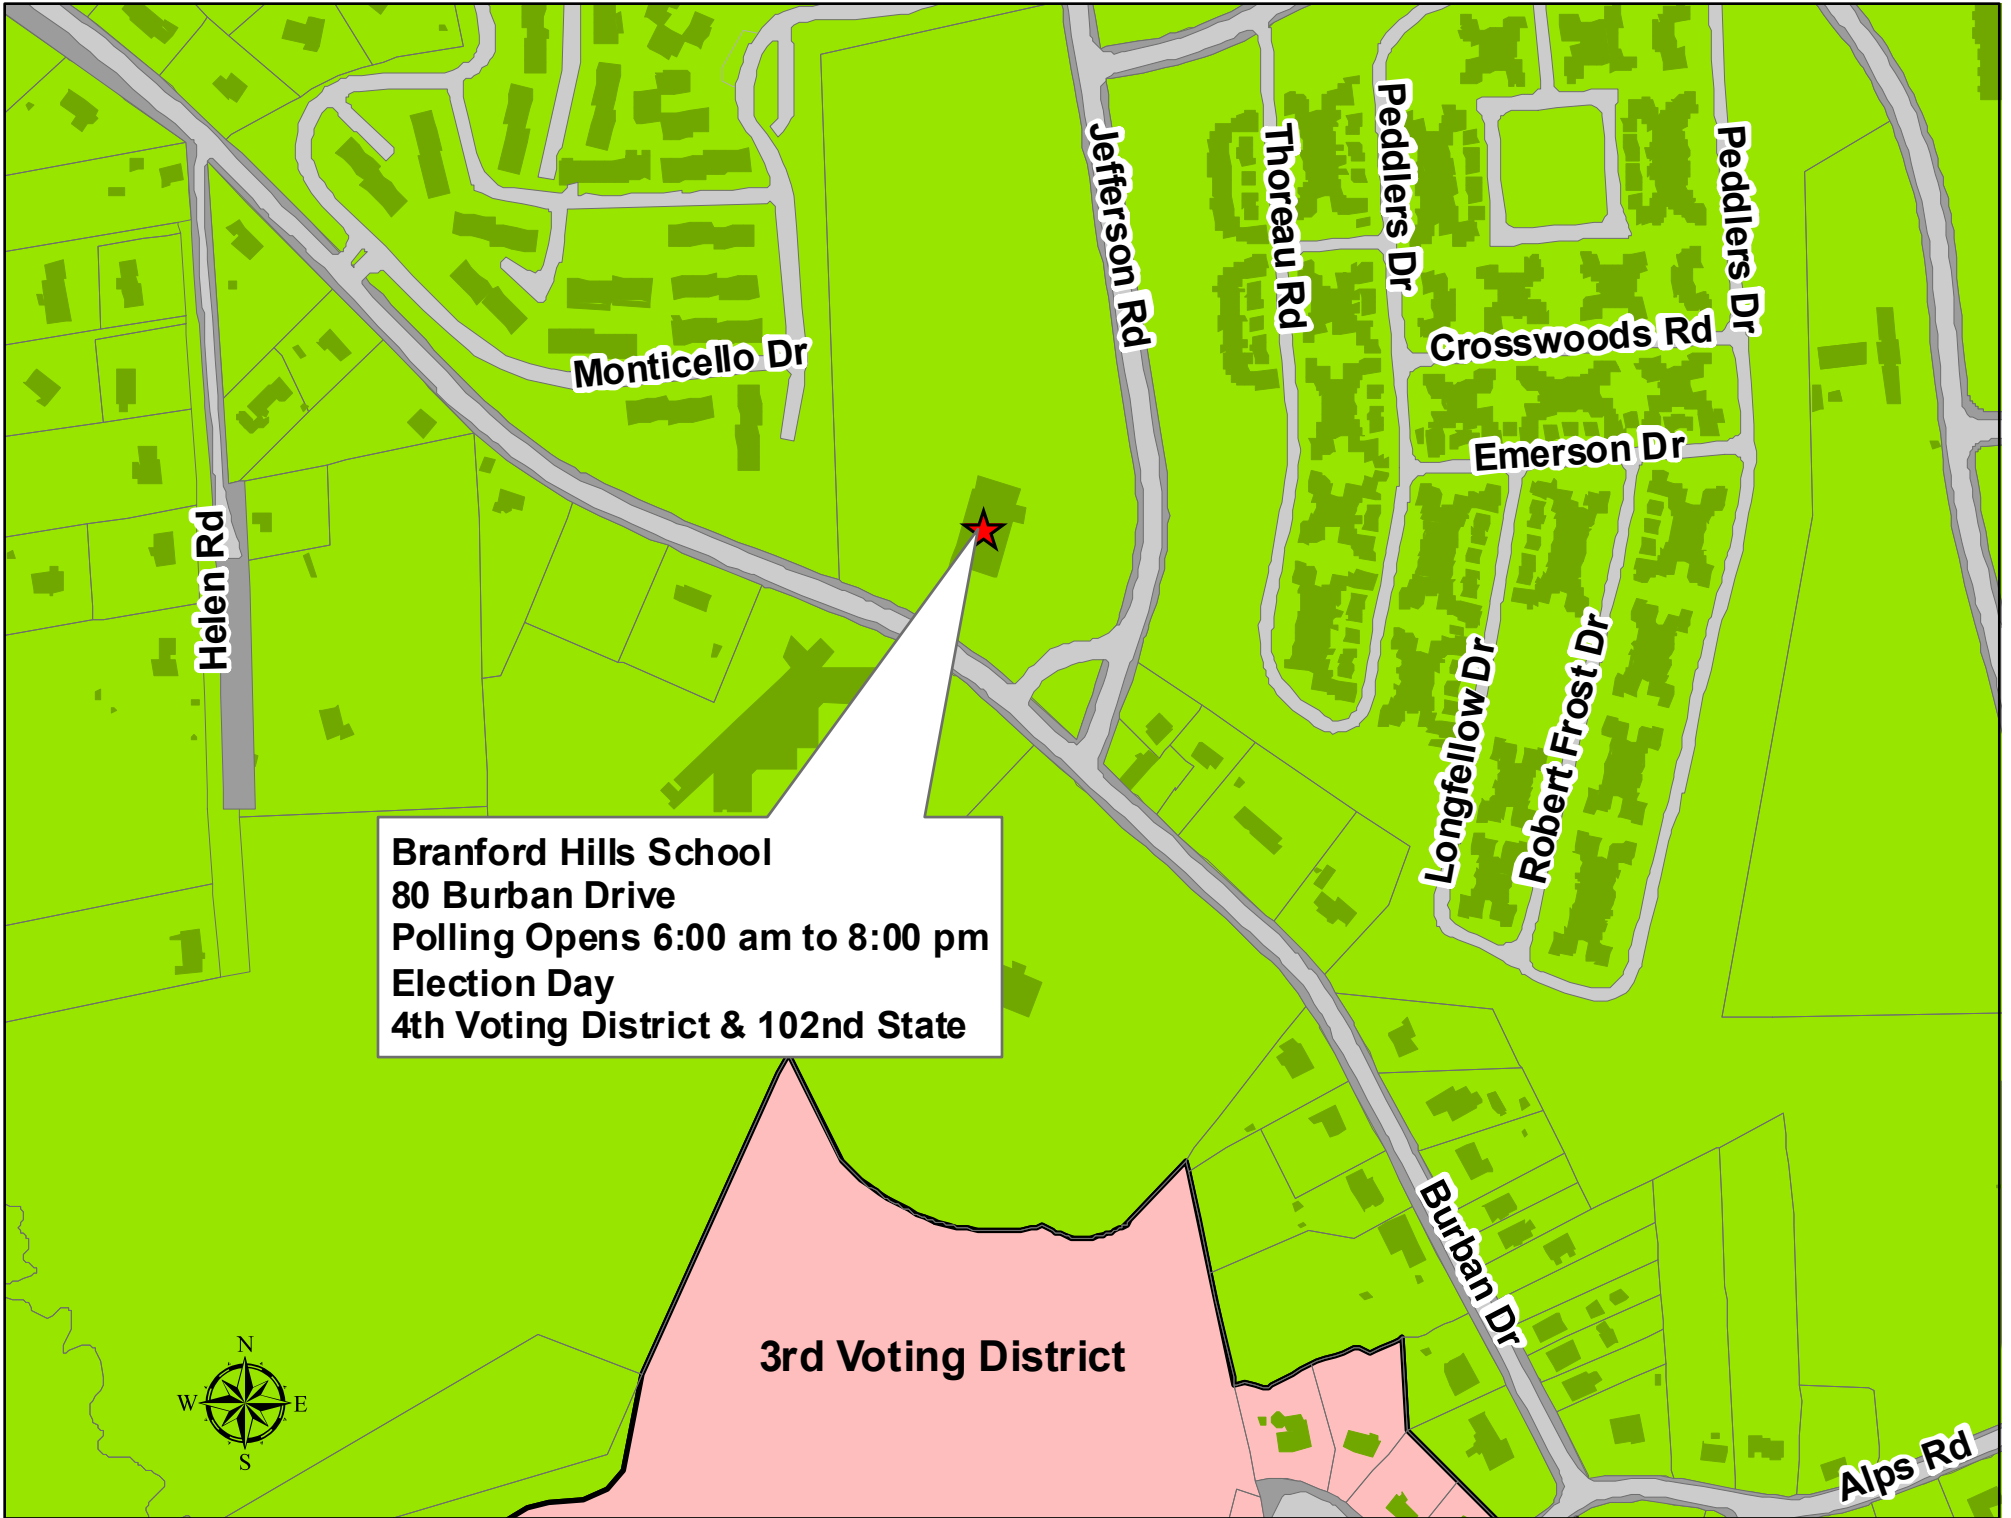 Peddlers Dr
Jefferson Rd
Thoreau Rd
Peddlers Dr
Crosswoods Rd
Monticello Dr
Emerson Dr
Helen Rd
Longfellow Dr
Robert Frost Dr
Branford Hills School
80 Burban Drive
Polling Opens 6:00 am to 8:00 pm
Election Day
4th Voting District & 102nd State
Burban Dr
3rd Voting District
N
W
E
S
Alps Rd